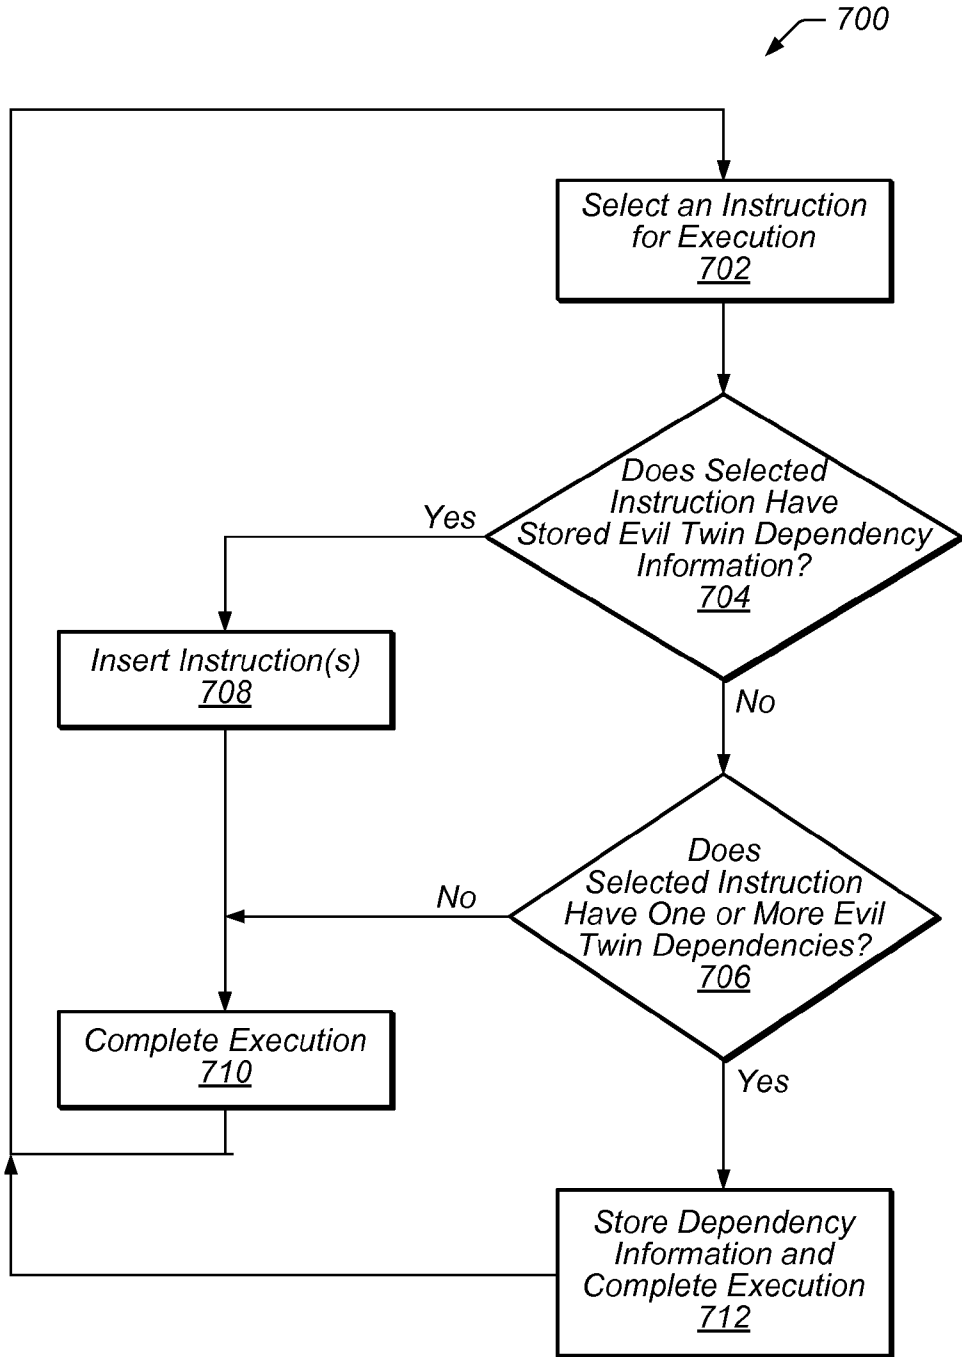 700
Select an Instruction
for Execution
702
Does Selected
Instruction Have
Stored Evil Twin Dependency
Information?
704
Yes
Insert Instruction(s)
708
No
Does
Selected Instruction
Have One or More Evil
Twin Dependencies?
706
No
Complete Execution
710
Yes
Store Dependency
Information and
Complete Execution
712